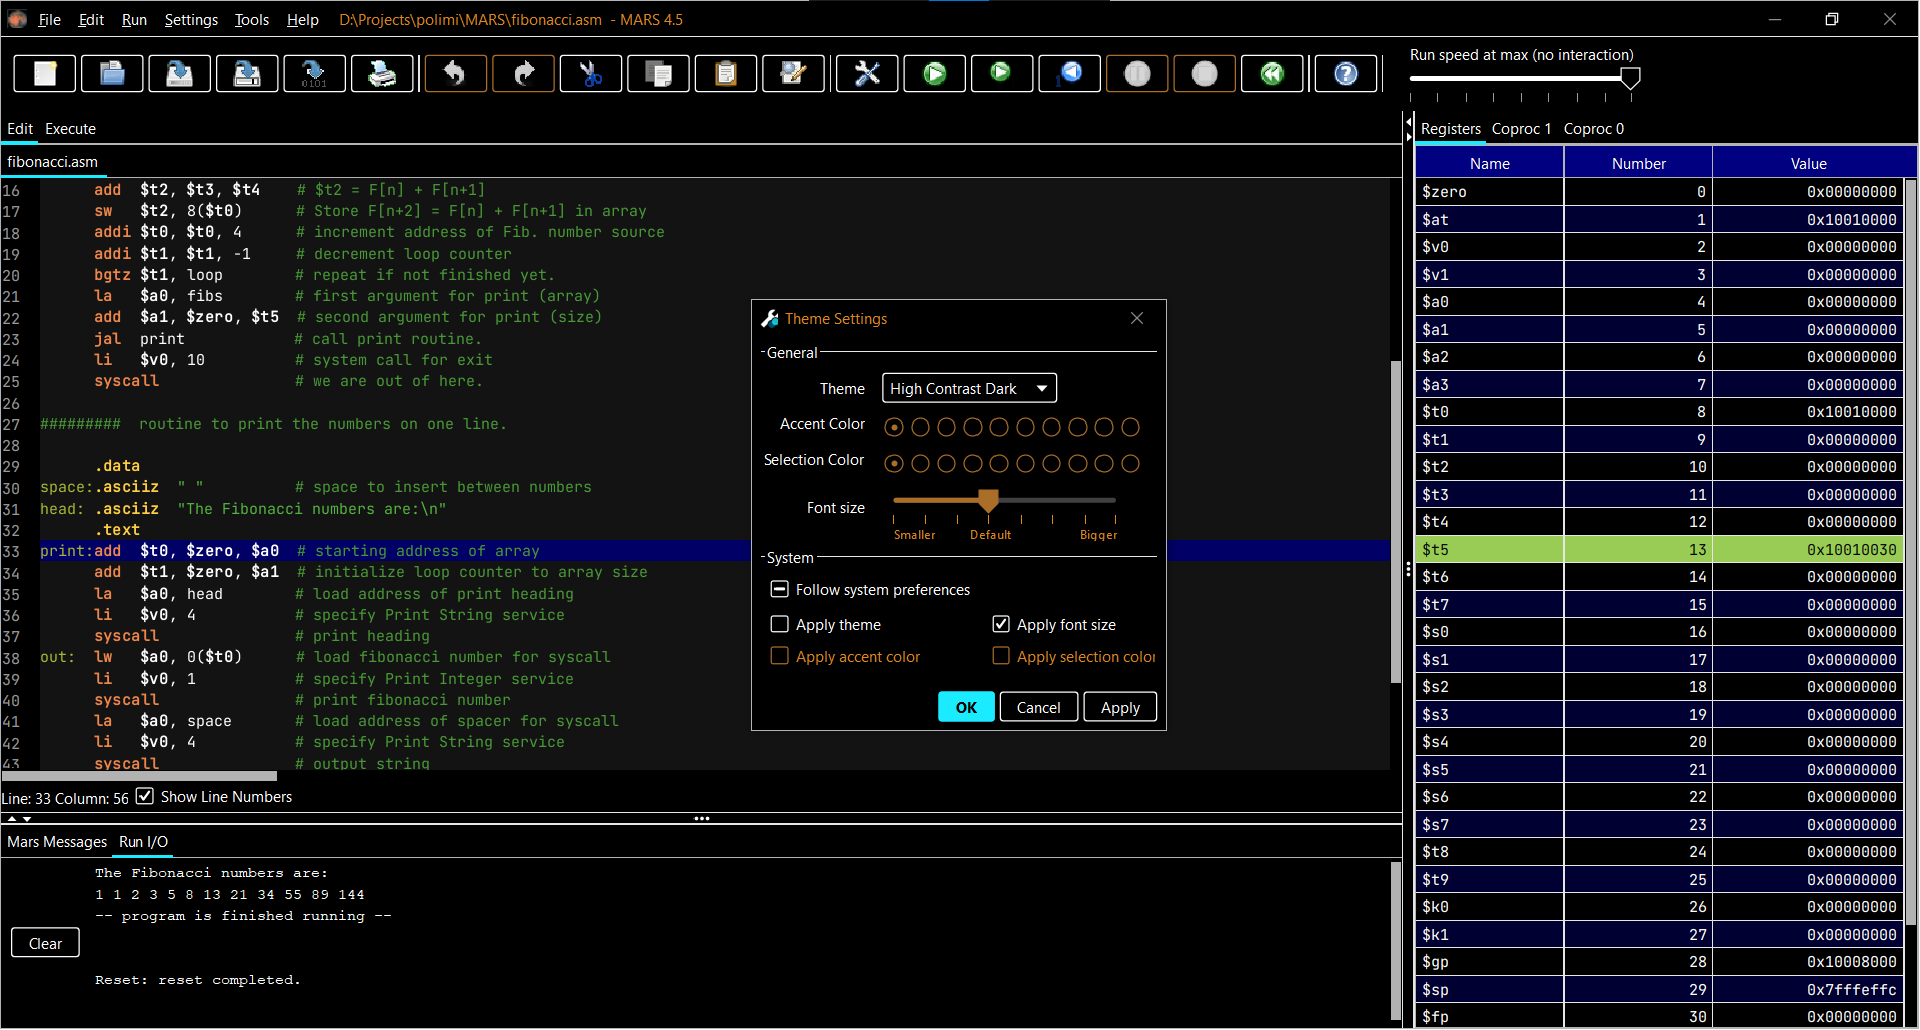 File Edit Run Settings Tools Help D:\Projects\polimi\MARS\fibonacci.asm - MARS 4.5
Run speed at max (no interaction)
Edit Execute
fibonacci.asm
16 add $t2, $t3, $t4 # $t2 = F[n] + F[n+1]
17 sw $t2, 8($t0) # Store F[n+2] = F[n] + F[n+1] in array
18 addi $t0, $t0, 4 # increment address of Fib. number source
19 addi $t1, $t1, -1 # decrement loop counter
20 bgtz $t1, loop # repeat if not finished yet.
21 la $a0, fibs # first argument for print (array)
22 add $a1, $zero, $t5 # second argument for print (size)
23 jal print # call print routine.
24 li $v0, 10 # system call for exit
25 syscall # we are out of here.
26
27 ######### routine to print the numbers on one line.
28
29 .data
30 space:.asciiz " " # space to insert between numbers
31 head: .asciiz "The Fibonacci numbers are:\n"
32 .text
33 print:add $t0, $zero, $a0 # starting address of array
34 add $t1, $zero, $a1 # initialize loop counter to array size
35 la $a0, head # load address of print heading
36 li $v0, 4 # specify Print String service
37 syscall # print heading
38 out: lw $a0, 0($t0) # load fibonacci number for syscall
39 li $v0, 1 # specify Print Integer service
40 syscall # print fibonacci number
41 la $a0, space # load address of spacer for syscall
42 li $v0, 4 # specify Print String service
43 syscall # output string
Line: 33 Column: 56 Show Line Numbers
Mars Messages Run I/O
The Fibonacci numbers are:
1 1 2 3 5 8 13 21 34 55 89 144
-- program is finished running --
Clear
Reset: reset completed.
Theme Settings
General
Theme High Contrast Dark
Accent Color
Selection Color
Font size
Smaller Default Bigger
System
Follow system preferences
Apply theme Apply font size
Apply accent color Apply selection color
OK Cancel Apply
Registers Coproc 1 Coproc 0
Name Number Value
$zero 0 0x00000000
$at 1 0x10010000
$v0 2 0x00000000
$v1 3 0x00000000
$a0 4 0x00000000
$a1 5 0x00000000
$a2 6 0x00000000
$a3 7 0x00000000
$t0 8 0x10010000
$t1 9 0x00000000
$t2 10 0x00000000
$t3 11 0x00000000
$t4 12 0x00000000
$t5 13 0x10010030
$t6 14 0x00000000
$t7 15 0x00000000
$s0 16 0x00000000
$s1 17 0x00000000
$s2 18 0x00000000
$s3 19 0x00000000
$s4 20 0x00000000
$s5 21 0x00000000
$s6 22 0x00000000
$s7 23 0x00000000
$t8 24 0x00000000
$t9 25 0x00000000
$k0 26 0x00000000
$k1 27 0x00000000
$gp 28 0x10008000
$sp 29 0x7fffeffc
$fp 30 0x00000000